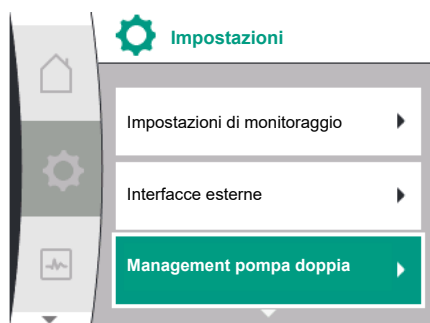 Impostazioni
Impostazioni di monitoraggio
Interfacce esterne
Management pompa doppia